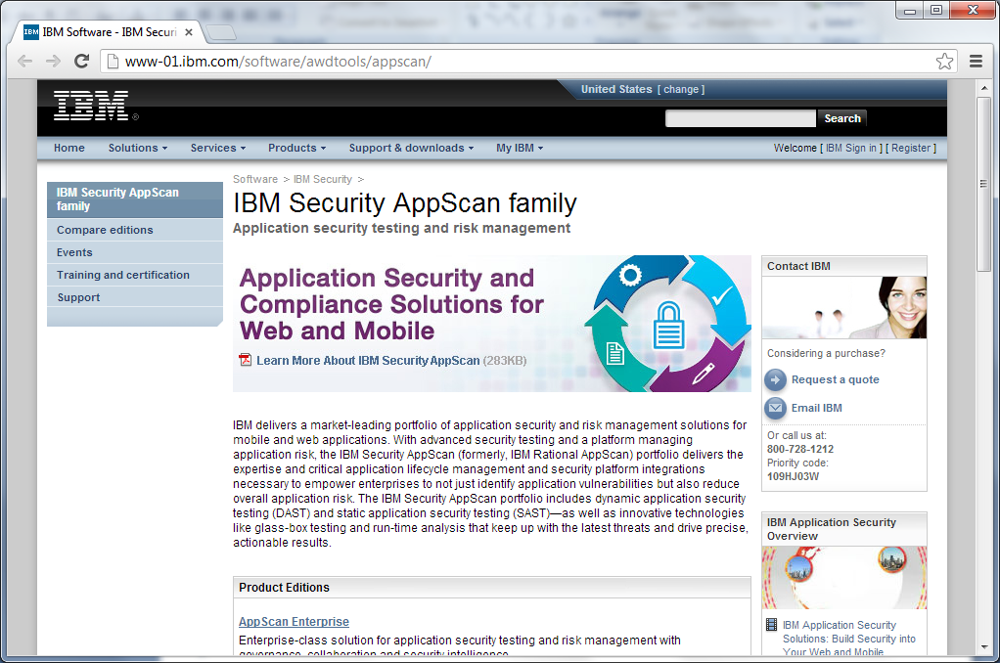 IBM Software - IBM Securi
www-01.ibm.com/software/awdtools/appscan/
IBM
United States [ change ]
Search
Home Solutions Services Products Support & downloads My IBM
Welcome [ IBM Sign in ] [ Register ]
IBM Security AppScan
family
Compare editions
Events
Training and certification
Support
Software > IBM Security >
IBM Security AppScan family
Application security testing and risk management
Application Security and
Compliance Solutions for
Web and Mobile
Learn More About IBM Security AppScan (283KB)
IBM delivers a market-leading portfolio of application security and risk management solutions for
mobile and web applications. With advanced security testing and a platform managing
application risk, the IBM Security AppScan (formerly, IBM Rational AppScan) portfolio delivers the
expertise and critical application lifecycle management and security platform integrations
necessary to empower enterprises to not just identify application vulnerabilities but also reduce
overall application risk. The IBM Security AppScan portfolio includes dynamic application security
testing (DAST) and static application security testing (SAST)—as well as innovative technologies
like glass-box testing and run-time analysis that keep up with the latest threats and drive precise,
actionable results.
Product Editions
AppScan Enterprise
Enterprise-class solution for application security testing and risk management with
governance, collaboration and security intelligence
Contact IBM
Considering a purchase?
Request a quote
Email IBM
Or call us at:
800-728-1212
Priority code:
109HJ03W
IBM Application Security
Overview
IBM Application Security
Solutions: Build Security into
Your Web and Mobile